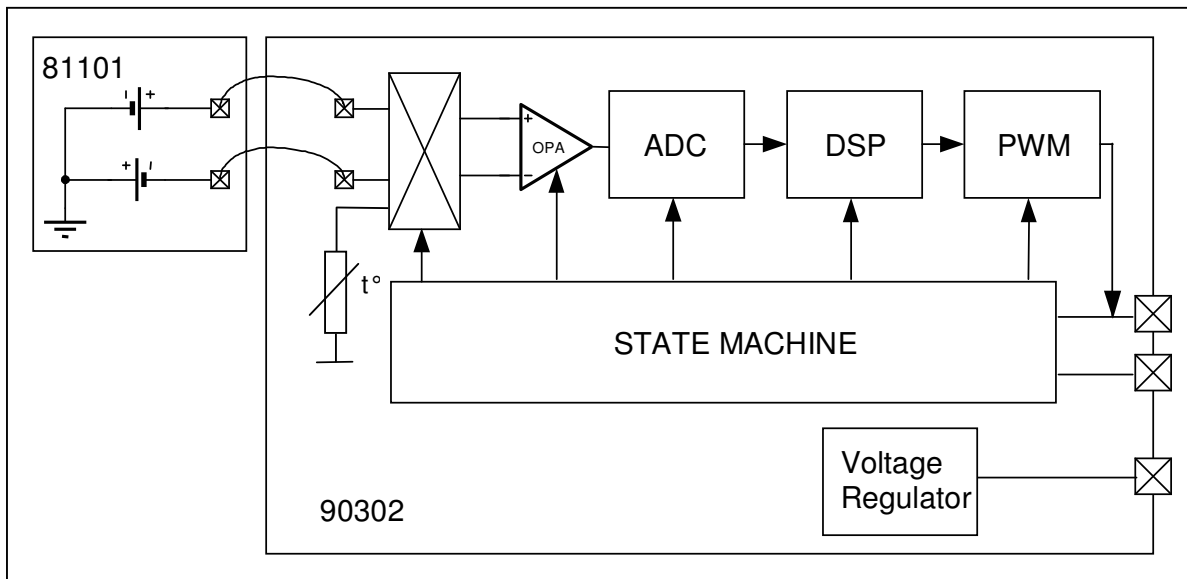 81101
+
+
OPA
+
−
ADC
DSP
PWM
t°
STATE MACHINE
Voltage
Regulator
90302